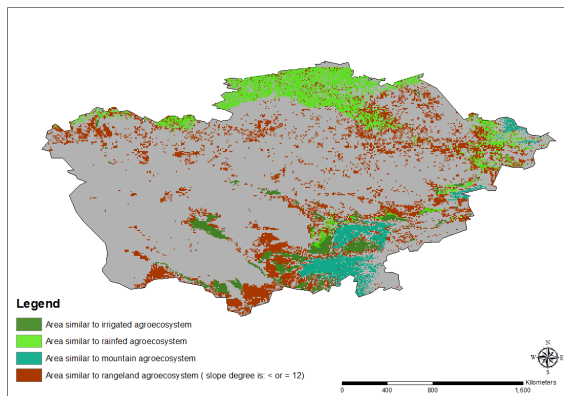 Legend
Area similar to irrigated agroecosystem
Area similar to rainfed agroecosystem
Area similar to mountain agroecosystem
Area similar to rangeland agroecosystem ( slope degree is: < or = 12)
N
W E
S
Kilometers
0 400 800 1,600